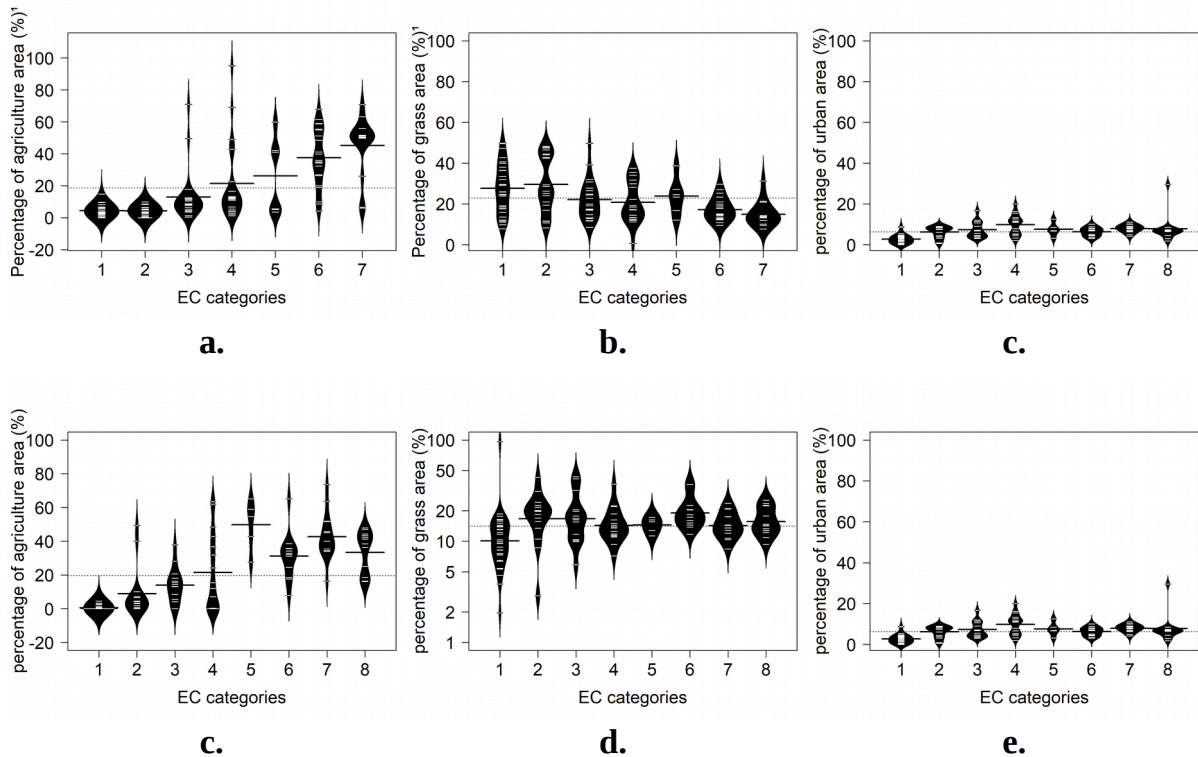 Percentage of agriculture area (%)¹
100
80
60
40
20
0
-20
1 2 3 4 5 6 7
EC categories
a.
Percentage of grass area (%)¹
100
80
60
40
20
0
1 2 3 4 5 6 7
EC categories
b.
percentage of urban area (%)
100
80
60
40
20
0
1 2 3 4 5 6 7 8
EC categories
c.
percentage of agriculture area (%)
100
80
60
40
20
0
-20
1 2 3 4 5 6 7 8
EC categories
c.
percentage of grass area (%)
100
50
20
10
5
2
1
1 2 3 4 5 6 7 8
EC categories
d.
percentage of urban area (%)
100
80
60
40
20
0
1 2 3 4 5 6 7 8
EC categories
e.